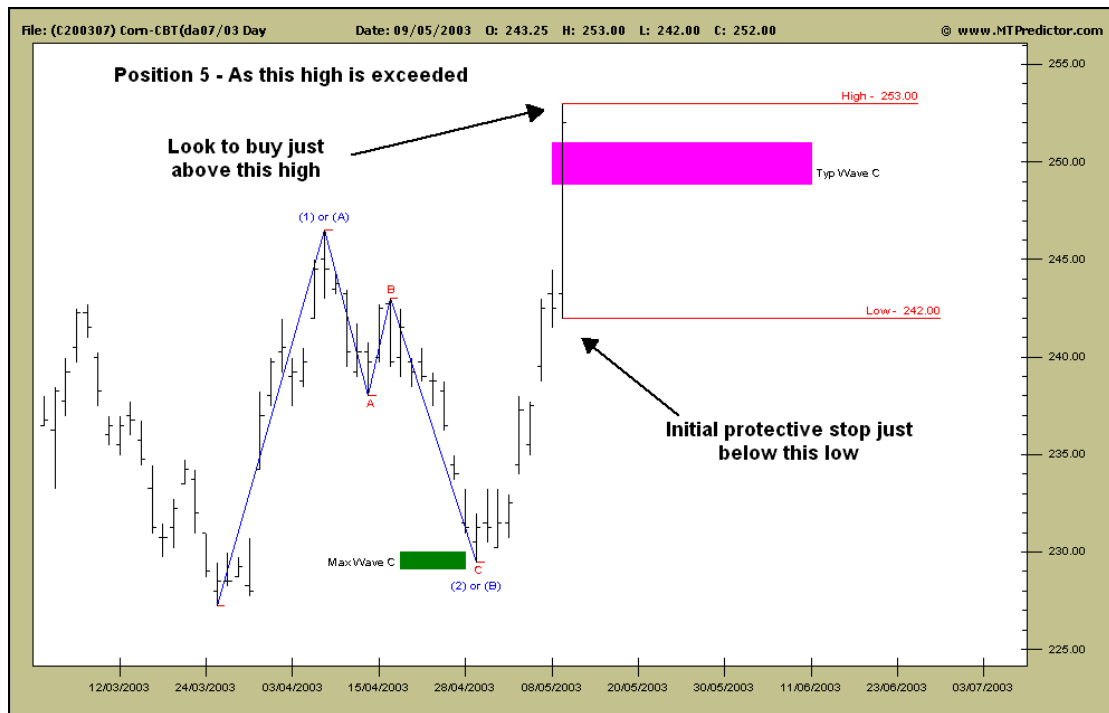 File: (C200307) Corn-CBT(da07/03 Day Date: 09/05/2003 O: 243.25 H: 253.00 L: 242.00 C: 252.00 @ www.MTPredictor.com
Position 5 - As this high is exceeded
255.00
High - 253.00
Look to buy just
above this high
250.00
Typ Wave C
(1) or (A)
245.00
B
Low - 242.00
240.00
A
Initial protective stop just
below this low
235.00
230.00
Max Wave C
C
(2) or (B)
225.00
12/03/2003 24/03/2003 03/04/2003 15/04/2003 28/04/2003 08/05/2003 20/05/2003 30/05/2003 11/06/2003 23/06/2003 03/07/2003